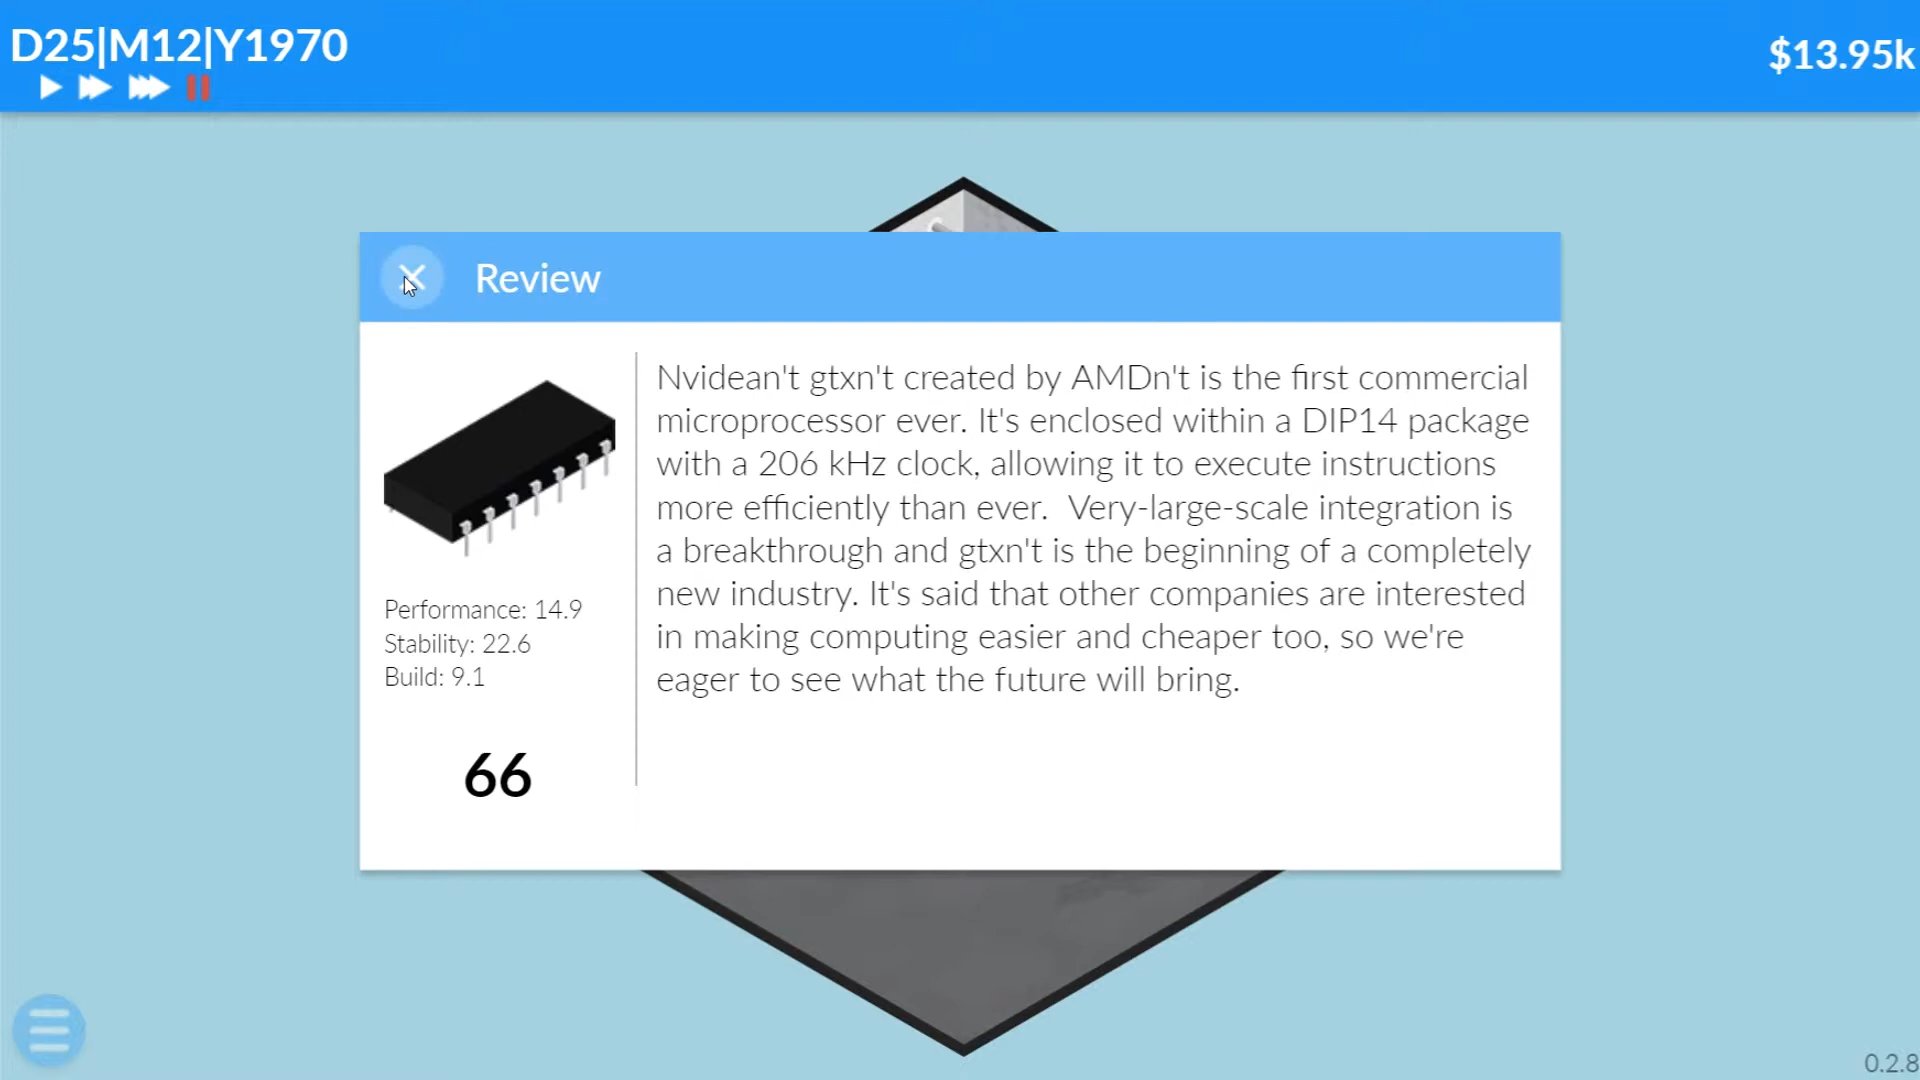 D25|M12|Y1970
$13.95k
Review
Nvidean't gtxn't created by AMDn't is the first commercial
microprocessor ever. It's enclosed within a DIP14 package
with a 206 kHz clock, allowing it to execute instructions
more efficiently than ever.  Very-large-scale integration is
a breakthrough and gtxn't is the beginning of a completely
new industry. It's said that other companies are interested
in making computing easier and cheaper too, so we're
eager to see what the future will bring.
Performance: 14.9
Stability: 22.6
Build: 9.1
66
0.2.8